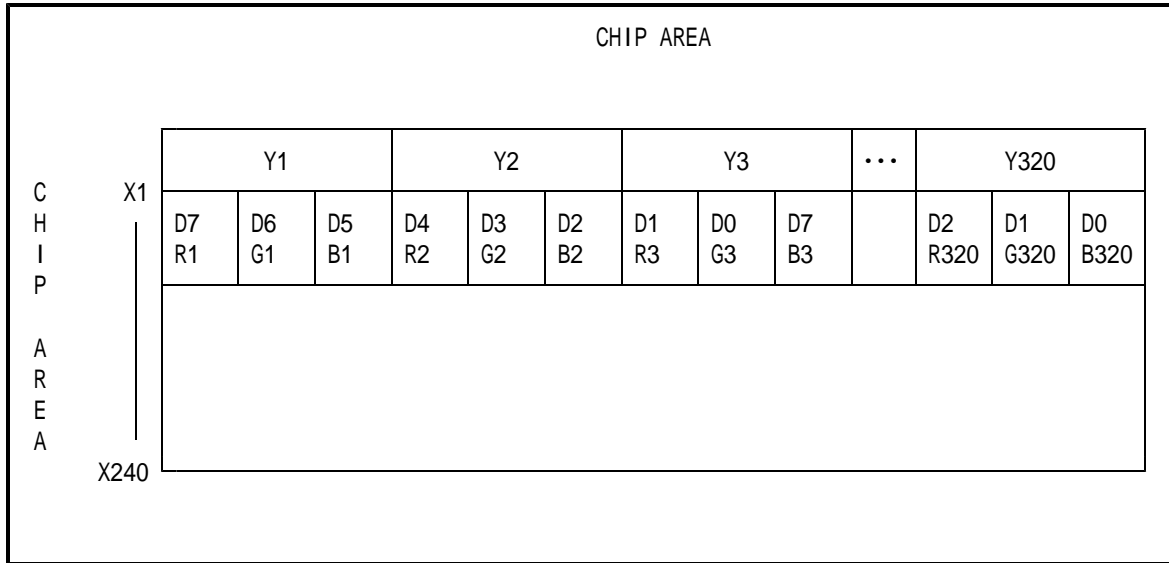 CHIP AREA
Y1 Y2 Y3 ··· Y320
X1
D7 D6 D5 D4 D3 D2 D1 D0 D7 D2 D1 D0
R1 G1 B1 R2 G2 B2 R3 G3 B3 R320 G320 B320
C
H
I
P
A
R
E
A
X240